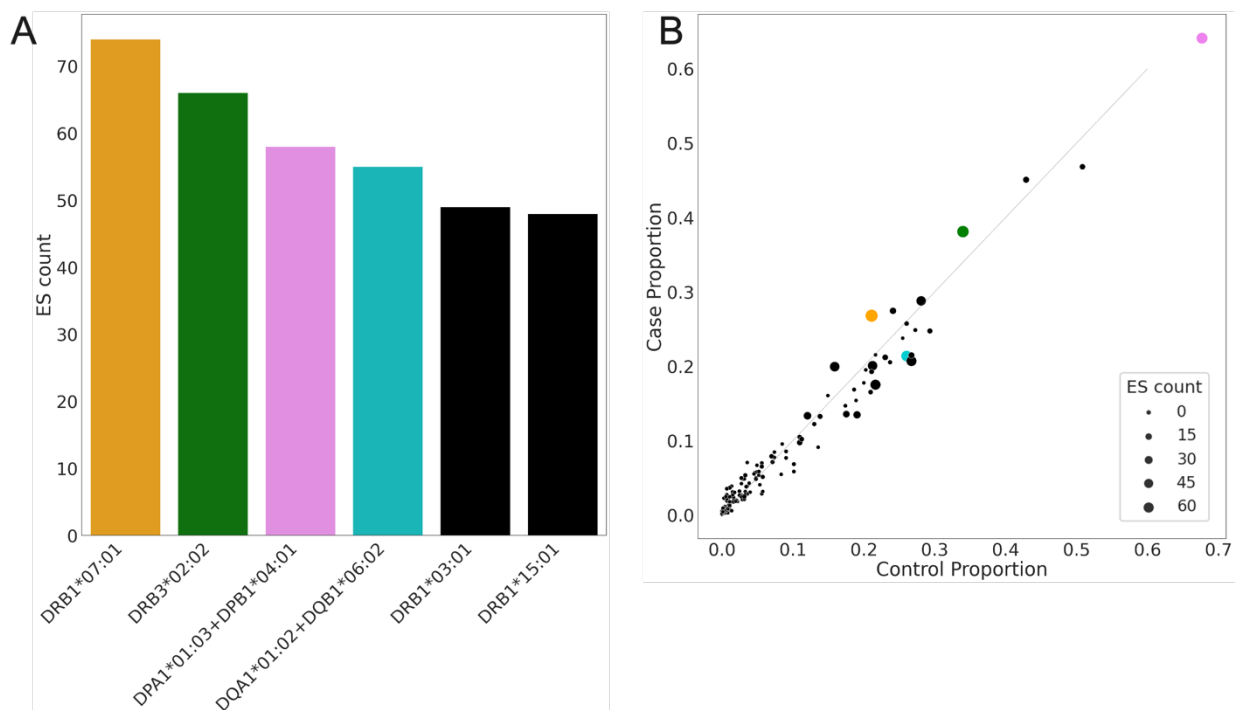 A
ES count
70
60
50
40
30
20
10
0
DRB1*07:01
DRB3*02:02
DPA1*01:03+DPB1*04:01
DQA1*01:02+DQB1*06:02
DRB1*03:01
DRB1*15:01
B
Case Proportion
0.6
0.5
0.4
0.3
0.2
0.1
0.0
0.0 0.1 0.2 0.3 0.4 0.5 0.6 0.7
Control Proportion
ES count
0
15
30
45
60